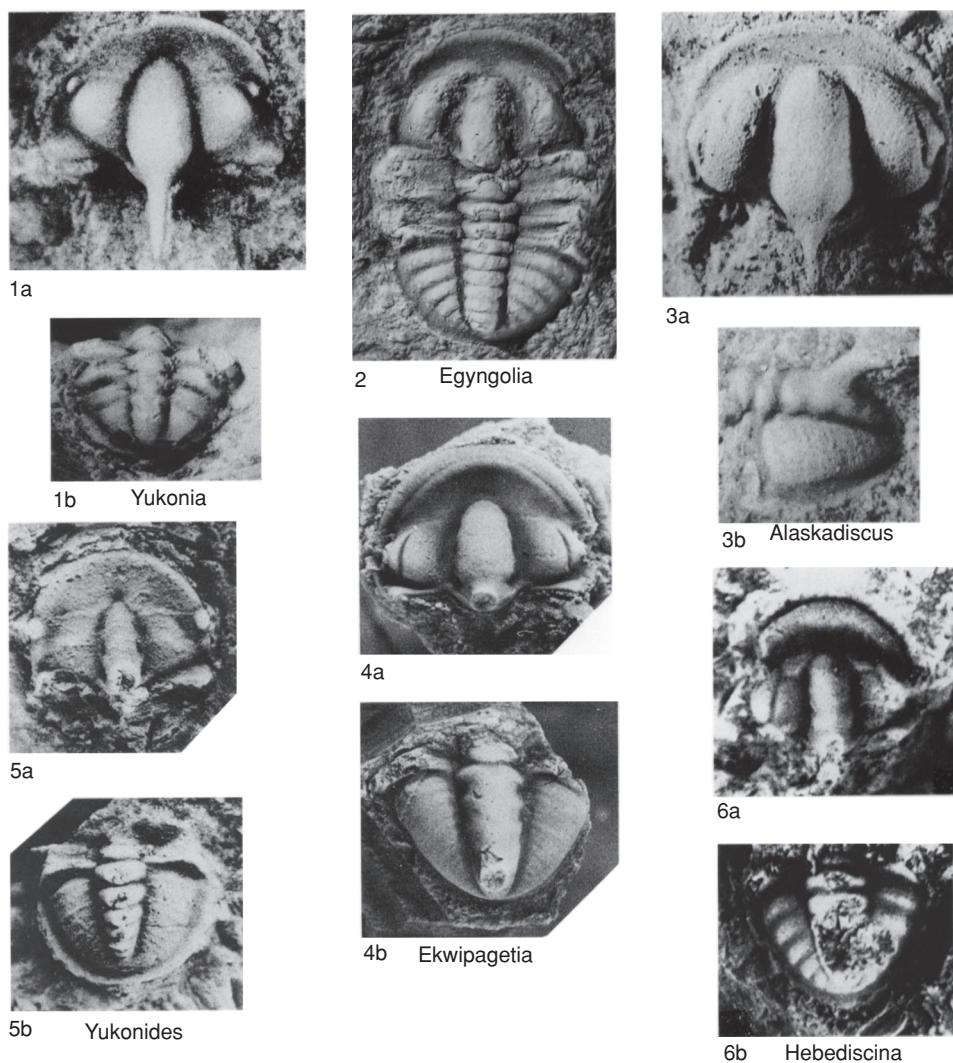 1a
2 Egyngolia
3a
1b Yukonia
3b Alaskadiscus
4a
5a
6a
4b Ekwipagetia
5b Yukonides
6b Hebediscina